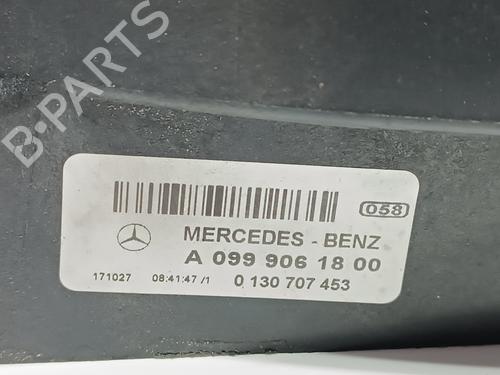 B-PARTS
058
MERCEDES - BENZ
A 099 906 18 00
171027 08:41:47 /1 0 130 707 453